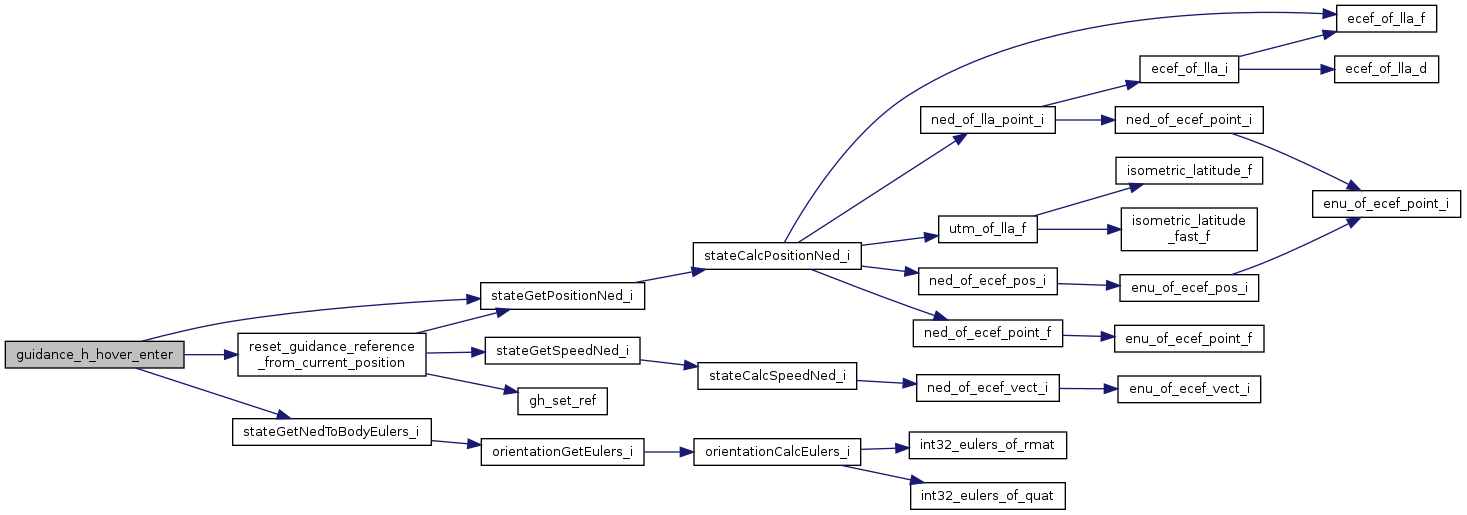 ecef_of_lla_f
ecef_of_lla_i
ecef_of_lla_d
ned_of_lla_point_i
ned_of_ecef_point_i
isometric_latitude_f
enu_of_ecef_point_i
utm_of_lla_f
isometric_latitude
_fast_f
stateCalcPositionNed_i
ned_of_ecef_pos_i
enu_of_ecef_pos_i
stateGetPositionNed_i
ned_of_ecef_point_f
enu_of_ecef_point_f
guidance_h_hover_enter
reset_guidance_reference
_from_current_position
stateGetSpeedNed_i
stateCalcSpeedNed_i
ned_of_ecef_vect_i
enu_of_ecef_vect_i
gh_set_ref
stateGetNedToBodyEulers_i
orientationGetEulers_i
orientationCalcEulers_i
int32_eulers_of_rmat
int32_eulers_of_quat